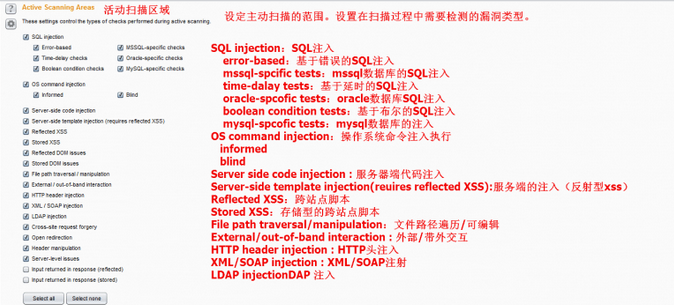 Active Scanning Areas 活动扫描区域
These settings control the types of checks performed during active scanning.
设定主动扫描的范围。设置在扫描过程中需要检测的漏洞类型。
SQL injection
Error-based MSSQL-specific checks
Time-delay checks Oracle-specific checks
Boolean condition checks MySQL-specific checks
OS command injection
Informed Blind
Server-side code injection
Server-side template injection (requires reflected XSS)
Reflected XSS
Stored XSS
Reflected DOM issues
Stored DOM issues
File path traversal / manipulation
External / out-of-band interaction
HTTP header injection
XML / SOAP injection
LDAP injection
Cross-site request forgery
Open redirection
Header manipulation
Server-level issues
Input returned in response (reflected)
Input returned in response (stored)
Select all Select none
SQL injection：SQL注入
error-based：基于错误的SQL注入
mssql-spcific tests：mssql数据库的SQL注入
time-dalay tests：基于延时的SQL注入
oracle-spcofic tests：oracle数据库SQL注入
boolean condition tests：基于布尔的SQL注入
mysql-spcofic tests：mysql数据库的注入
OS command injection：操作系统命令注入执行
informed
blind
Server side code injection：服务器端代码注入
Server-side template injection(reuires reflected XSS):服务端的注入（反射型xss）
Reflected XSS：跨站点脚本
Stored XSS：存储型的跨站点脚本
File path traversal/manipulation：文件路径遍历/可编辑
External/out-of-band interaction：外部/带外交互
HTTP header injection：HTTP头注入
XML/SOAP injection：XML/SOAP注射
LDAP injectionDAP 注入